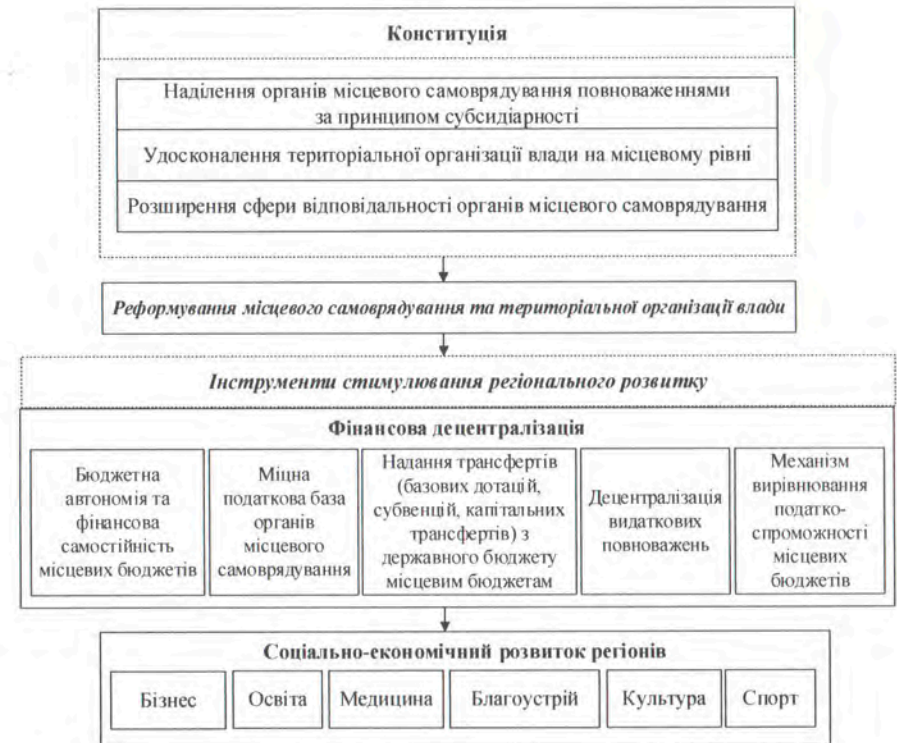 Конституція
Наділення органів місцевого самоврядування повноваженнями
за принципом субсидіарності
Удосконалення територіальної організації влади на місцевому рівні
Розширення сфери відповідальності органів місцевого самоврядування
Реформування місцевого самоврядування та територіальної організації влади
Інструменти стимулювання регіонального розвитку
Фінансова децентралізація
Бюджетна
автономія та
фінансова
самостійність
місцевих бюджетів
Міцна
податкова база
органів
місцевого
самоврядування
Надання трансфертів
(базових дотацій,
субвенцій, капітальних
трансфертів) з
державного бюджету
місцевим бюджетам
Децентралізація
видаткових
повноважень
Механізм
вирівнювання
податко-
спроможності
місцевих
бюджетів
Соціально-економічний розвиток регіонів
Бізнес
Освіта
Медицина
Благоустрій
Культура
Спорт